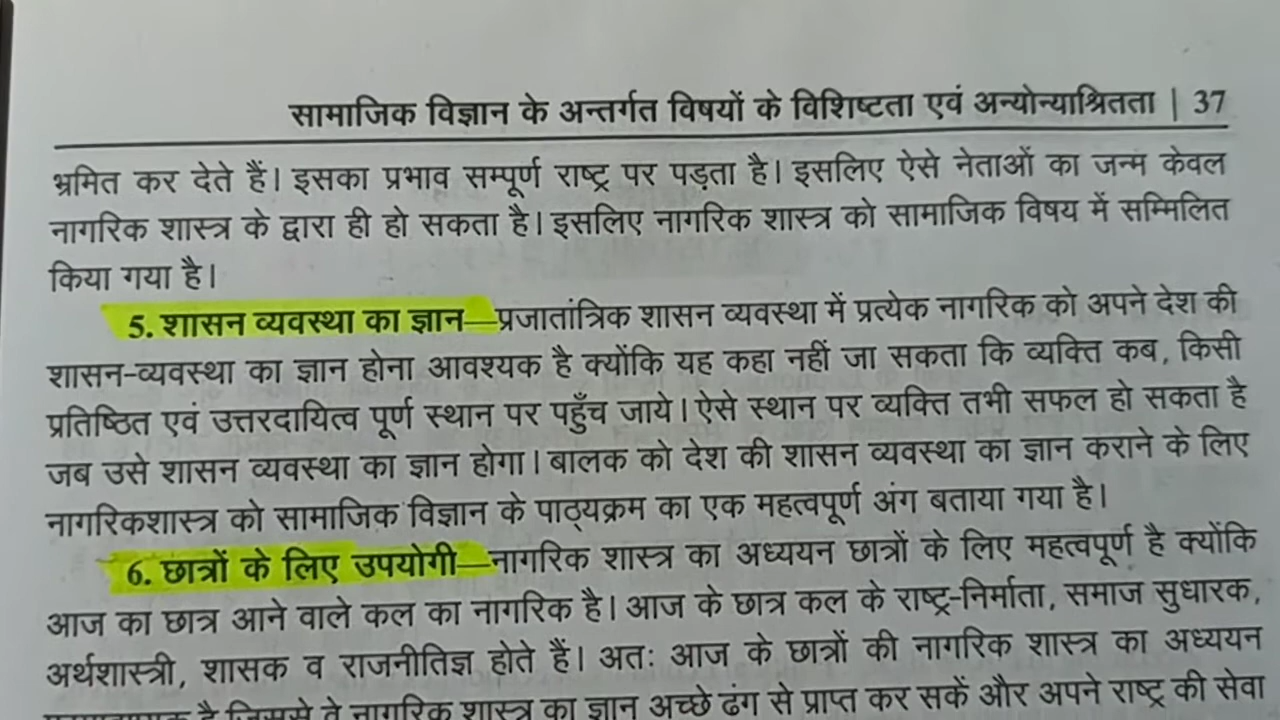 सामाजिक विज्ञान के अन्तर्गत विषयों के विशिष्टता एवं अन्योन्याश्रितता | 37
भ्रमित कर देते हैं। इसका प्रभाव सम्पूर्ण राष्ट्र पर पड़ता है। इसलिए ऐसे नेताओं का जन्म केवल
नागरिक शास्त्र के द्वारा ही हो सकता है। इसलिए नागरिक शास्त्र को सामाजिक विषय में सम्मिलित
किया गया है।
5. शासन व्यवस्था का ज्ञान—प्रजातांत्रिक शासन व्यवस्था में प्रत्येक नागरिक को अपने देश की
शासन-व्यवस्था का ज्ञान होना आवश्यक है क्योंकि यह कहा नहीं जा सकता कि व्यक्ति कब, किसी
प्रतिष्ठित एवं उत्तरदायित्व पूर्ण स्थान पर पहुँच जाये। ऐसे स्थान पर व्यक्ति तभी सफल हो सकता है
जब उसे शासन व्यवस्था का ज्ञान होगा। बालक को देश की शासन व्यवस्था का ज्ञान कराने के लिए
नागरिकशास्त्र को सामाजिक विज्ञान के पाठ्यक्रम का एक महत्वपूर्ण अंग बताया गया है।
6. छात्रों के लिए उपयोगी—नागरिक शास्त्र का अध्ययन छात्रों के लिए महत्वपूर्ण है क्योंकि
आज का छात्र आने वाले कल का नागरिक है। आज के छात्र कल के राष्ट्र-निर्माता, समाज सुधारक,
अर्थशास्त्री, शासक व राजनीतिज्ञ होते हैं। अतः आज के छात्रों की नागरिक शास्त्र का अध्ययन
है जिससे वे नागरिक शास्त्र का ज्ञान अच्छे ढंग से प्राप्त कर सकें और अपने राष्ट्र की सेवा